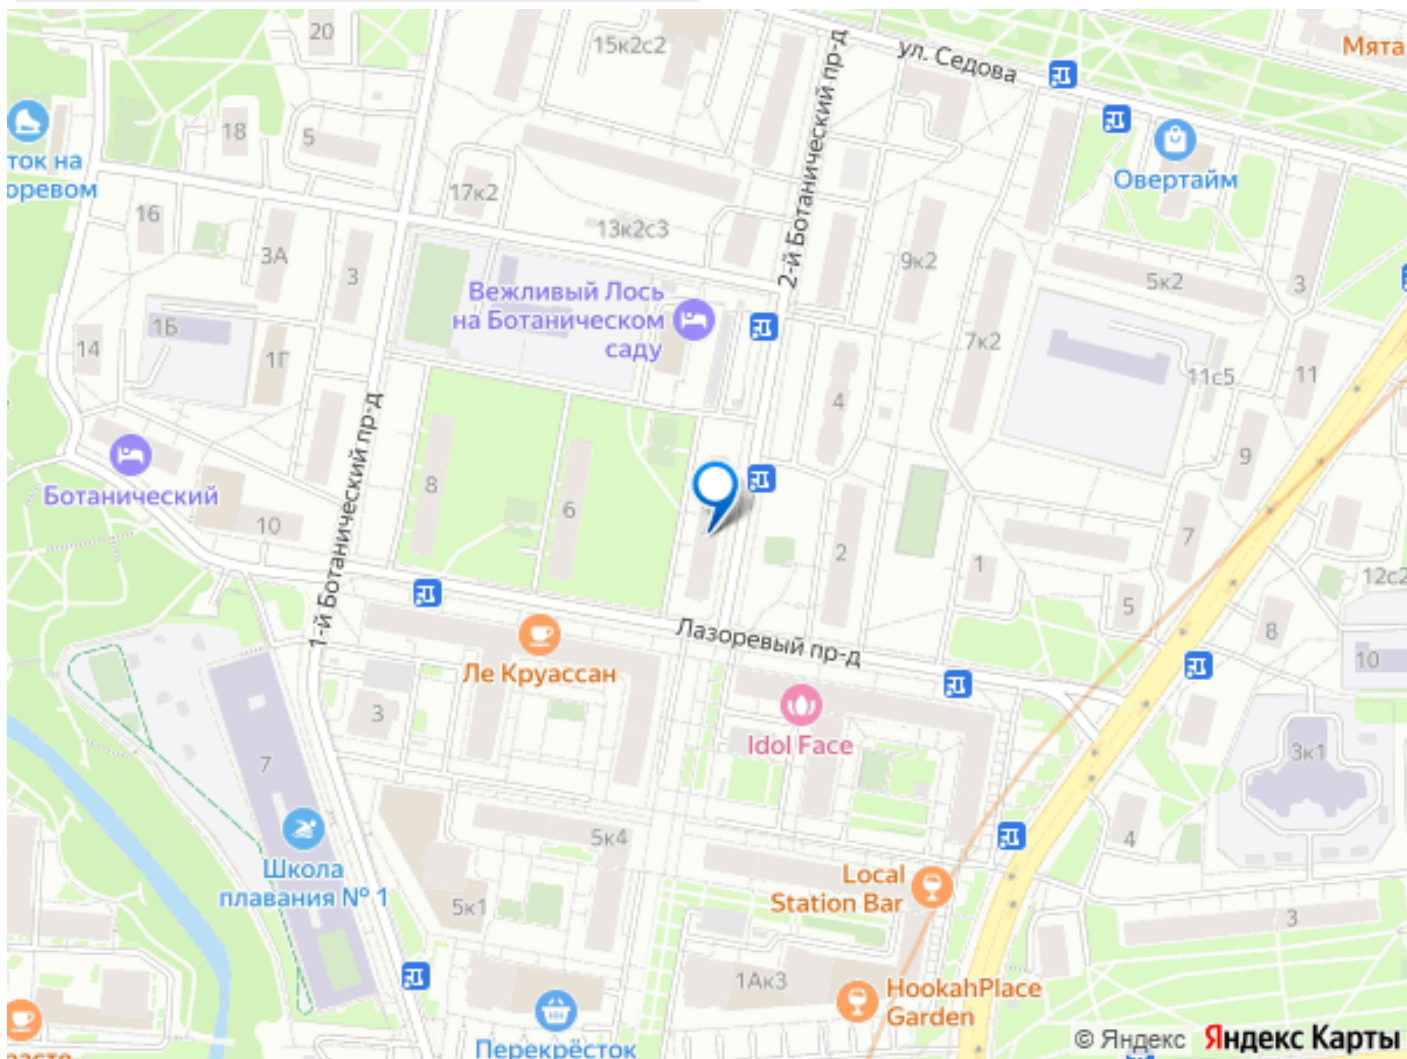 20
15к2с2
2-й Ботанический пр-д
ул. Седова
Мята
18
5
ток на
оревом
Овертайм
16
17к2
13к2с3
3А
3
9к2
5к2
3
Вежливый Лось
на Ботаническом
саду
1Б
14
1Г
7к2
11с5
11
4
1-й Ботанический пр-д
8
6
9
Ботанический
10
2
1
7
5
12с2
8
10
Лазоревый пр-д
Ле Круассан
3
Idol Face
7
3к1
5к4
4
Школа
плавания № 1
Local
Station Bar
5к1
3
1Ак3
HookahPlace
Garden
Перекрёсток
© Яндекс Яндекс Карты